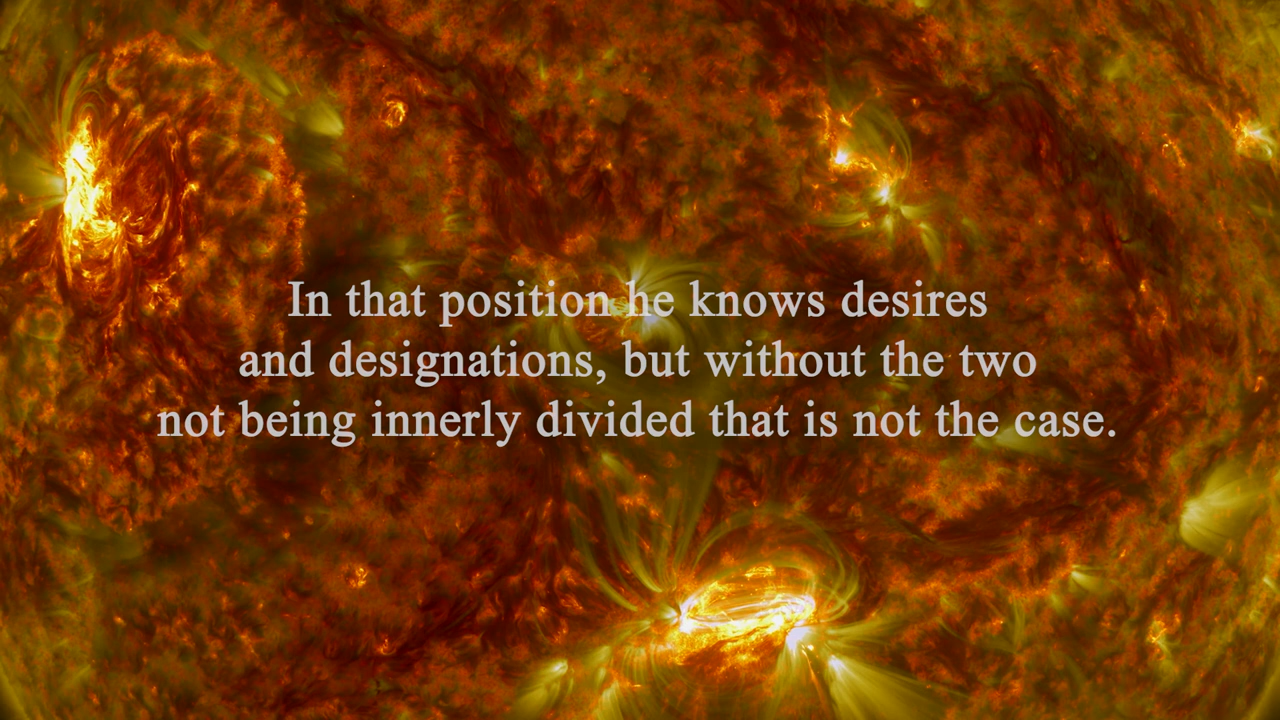 In that position he knows desires
and designations, but without the two
not being innerly divided that is not the case.